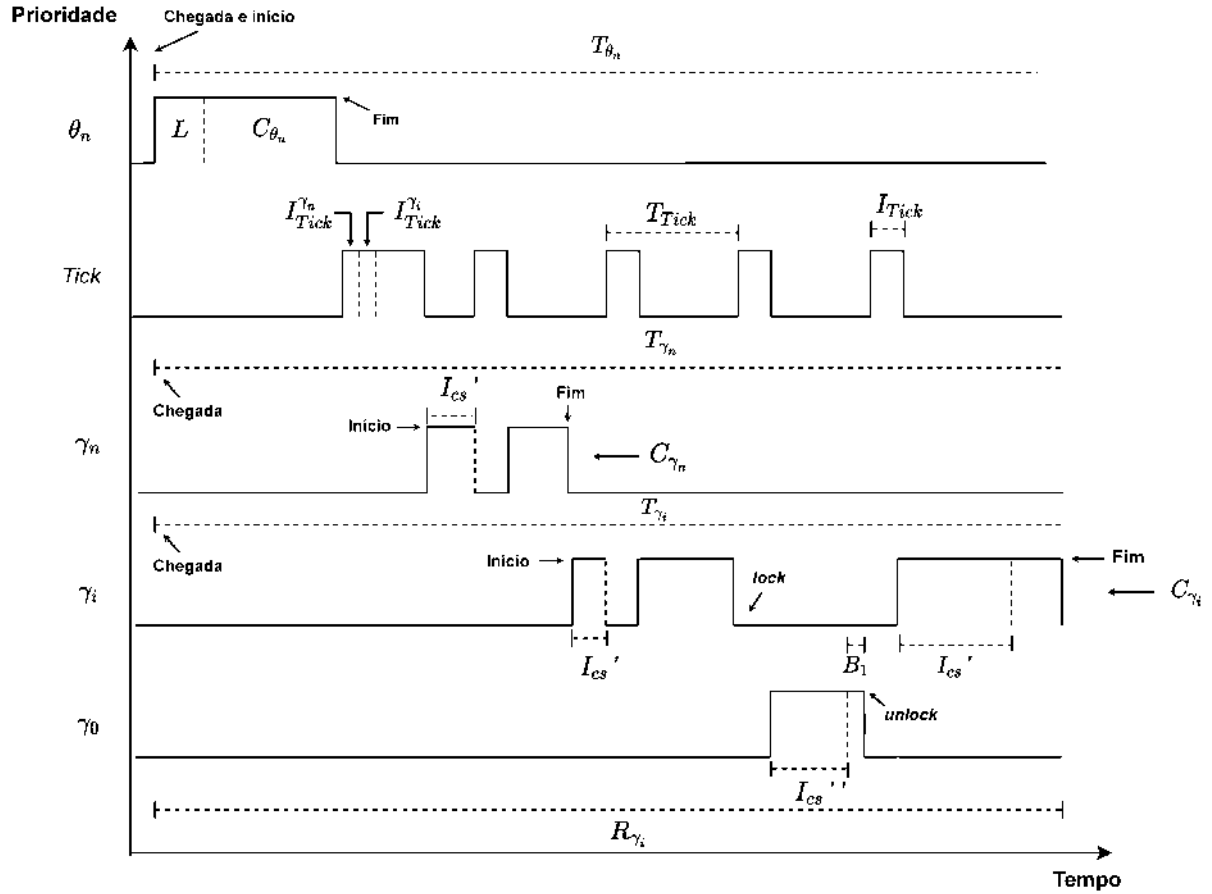 Prioridade
Chegada e início
T_{θ_n}
θ_n
L
C_{θ_n}
Fim
I_{Tick}^{γ_n}
I_{Tick}^{γ_i}
T_{Tick}
I_{Tick}
Tick
T_{γ_n}
Chegada
I_{cs}'
Fim
Início
γ_n
C_{γ_n}
T_{γ_i}
Chegada
Início
lock
Fim
γ_i
C_{γ_i}
I_{cs}'
B_1
I_{cs}'
γ_0
unlock
I_{cs}''
R_{γ_i}
Tempo